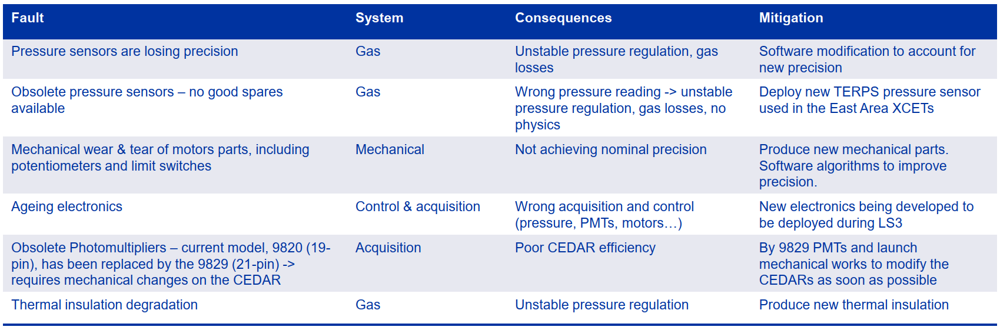 Fault System Consequences Mitigation
Pressure sensors are losing precision Gas Unstable pressure regulation, gas Software modification to account for
losses new precision
Obsolete pressure sensors – no good spares Gas Wrong pressure reading -> unstable Deploy new TERPS pressure sensor
available pressure regulation, gas losses, no used in the East Area XCETs
physics
Mechanical wear & tear of motors parts, including Mechanical Not achieving nominal precision Produce new mechanical parts.
potentiometers and limit switches Software algorithms to improve
precision.
Ageing electronics Control & acquisition Wrong acquisition and control New electronics being developed to
(pressure, PMTs, motors…) be deployed during LS3
Obsolete Photomultipliers – current model, 9820 (19- Acquisition Poor CEDAR efficiency By 9829 PMTs and launch
pin), has been replaced by the 9829 (21-pin) -> mechanical works to modify the
requires mechanical changes on the CEDAR CEDARs as soon as possible
Thermal insulation degradation Gas Unstable pressure regulation Produce new thermal insulation